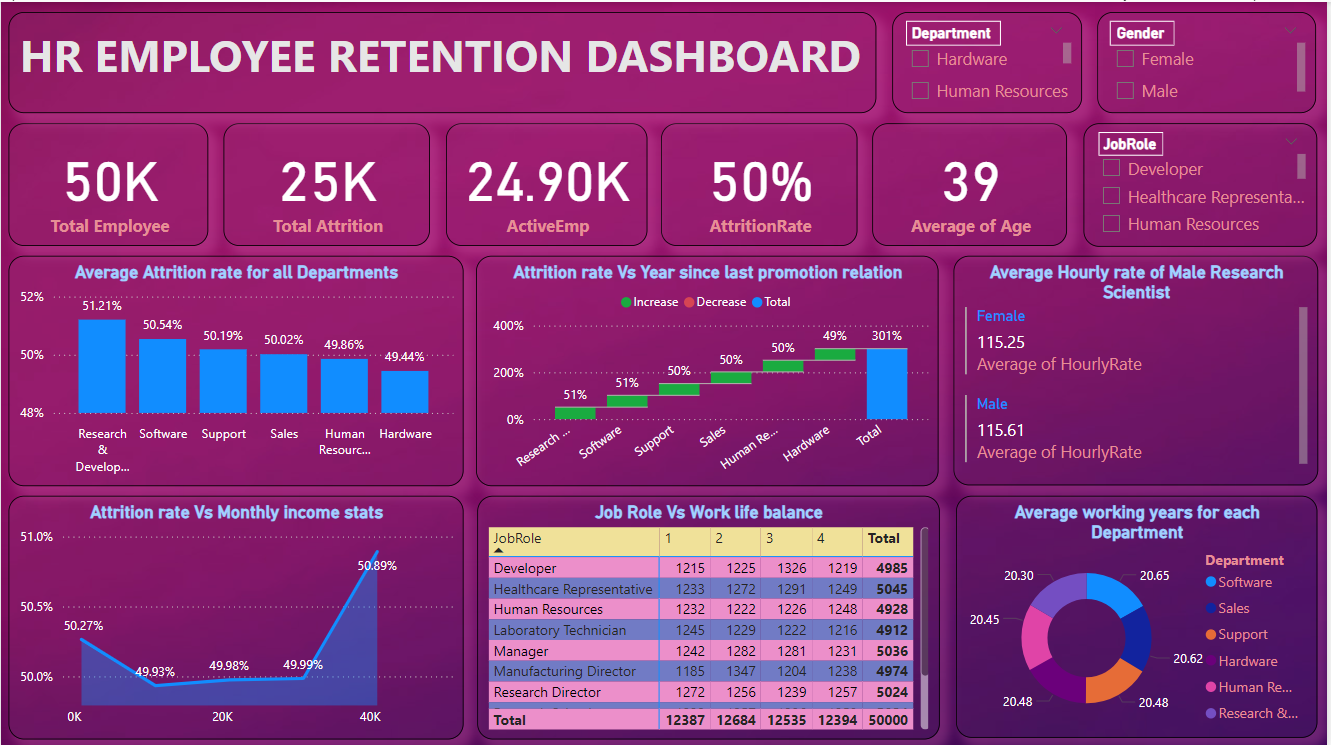 HR EMPLOYEE RETENTION DASHBOARD
Department
Hardware
Human Resources
Gender
Female
Male
50K
Total Employee
25K
Total Attrition
24.90K
ActiveEmp
50%
AttritionRate
39
Average of Age
JobRole
Developer
Healthcare Representa...
Human Resources
Average Attrition rate for all Departments
52%
50%
48%
51.21%
50.54%
50.19%
50.02%
49.86%
49.44%
Research
&
Develop...
Software
Support
Sales
Human
Resourc...
Hardware
Attrition rate Vs Year since last promotion relation
Increase Decrease Total
400%
200%
0%
51%
51%
50%
50%
50%
49%
301%
Research ...
Software
Support
Sales
Human Re...
Hardware
Total
Average Hourly rate of Male Research
Scientist
Female
115.25
Average of HourlyRate
Male
115.61
Average of HourlyRate
Attrition rate Vs Monthly income stats
51.0%
50.5%
50.0%
50.27%
49.93%
49.98%
49.99%
50.89%
0K
20K
40K
Job Role Vs Work life balance
JobRole 1 2 3 4 Total
Developer 1215 1225 1326 1219 4985
Healthcare Representative 1233 1272 1291 1249 5045
Human Resources 1232 1222 1226 1248 4928
Laboratory Technician 1245 1229 1222 1216 4912
Manager 1242 1282 1281 1231 5036
Manufacturing Director 1185 1347 1204 1238 4974
Research Director 1272 1256 1239 1257 5024
Total 12387 12684 12535 12394 50000
Average working years for each
Department
20.30
20.65
20.45
20.62
20.48
20.48
Department
Software
Sales
Support
Hardware
Human Re...
Research &...